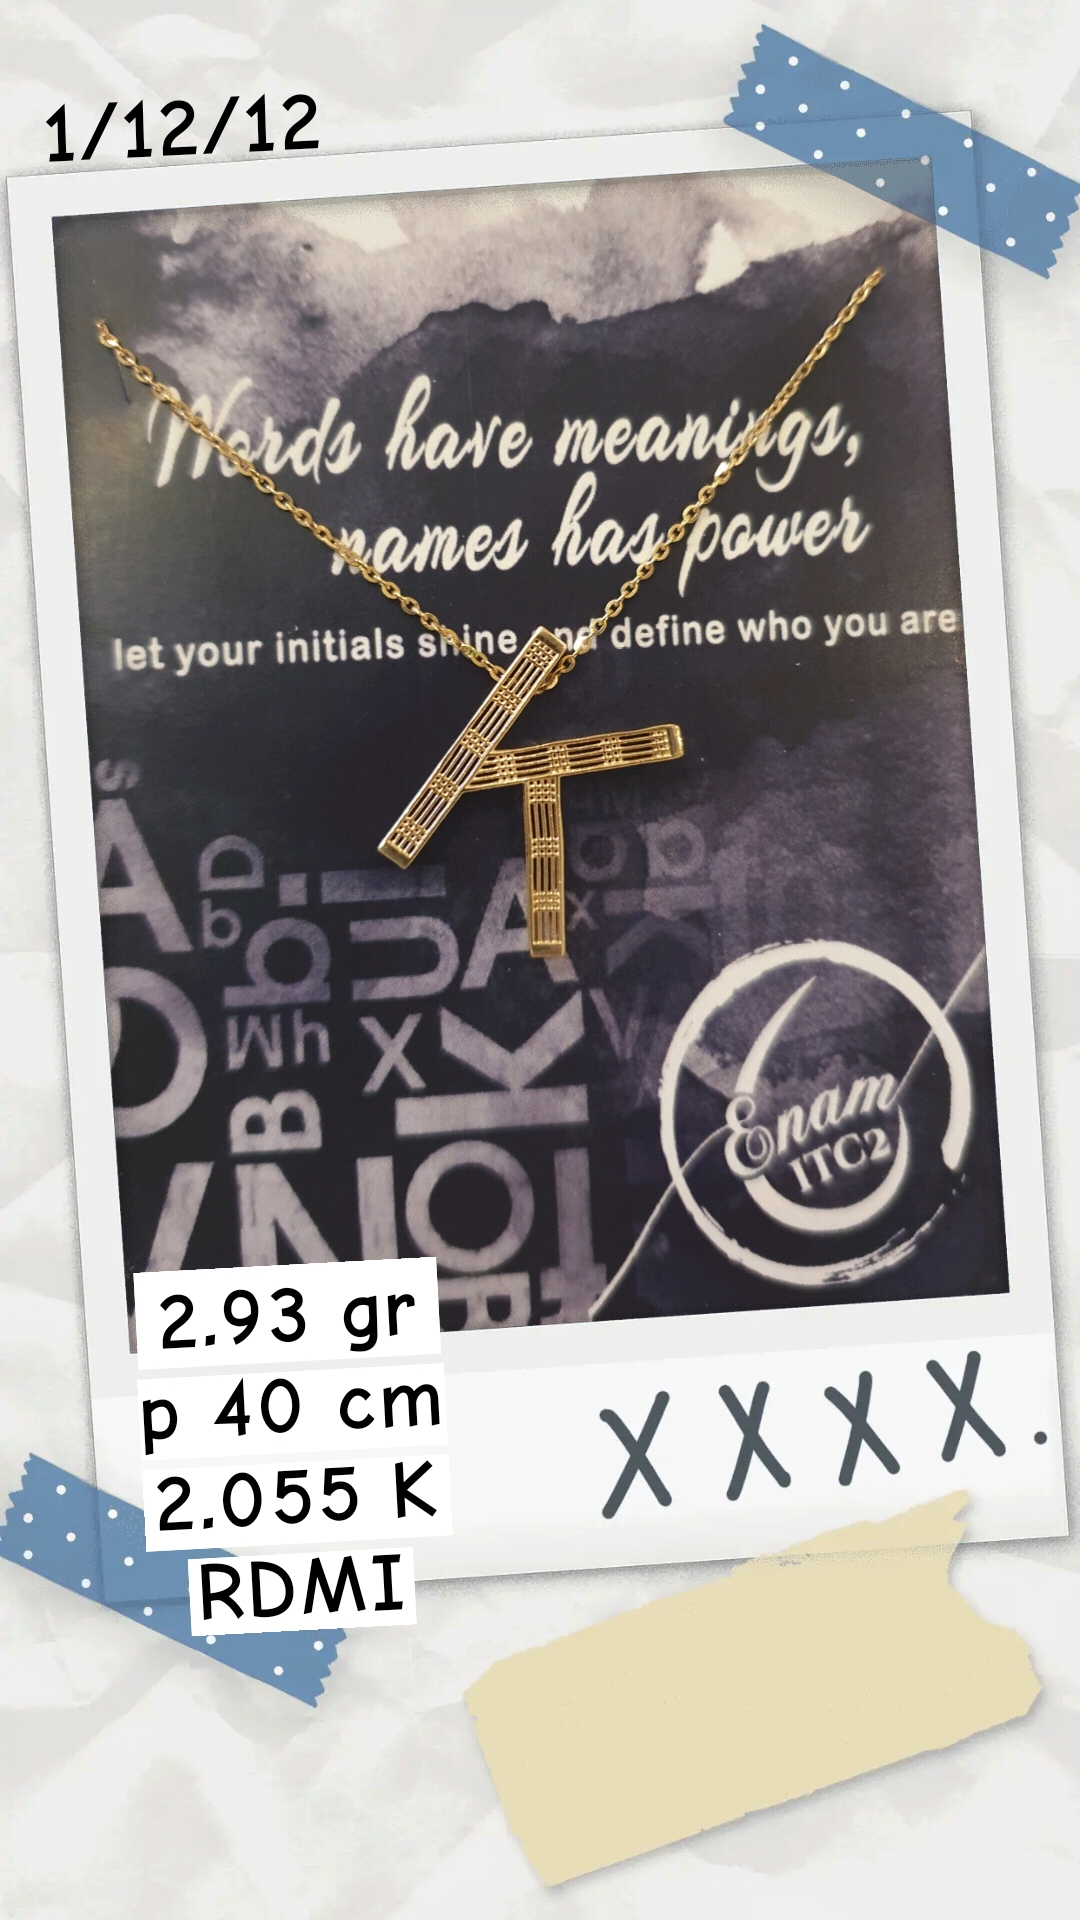 1/12/12
Words have meanings,
names has power
let your initials shine and define who you are
Enam
ITC2
2.93 gr
p 40 cm
2.055 K
RDMI
X X X X.